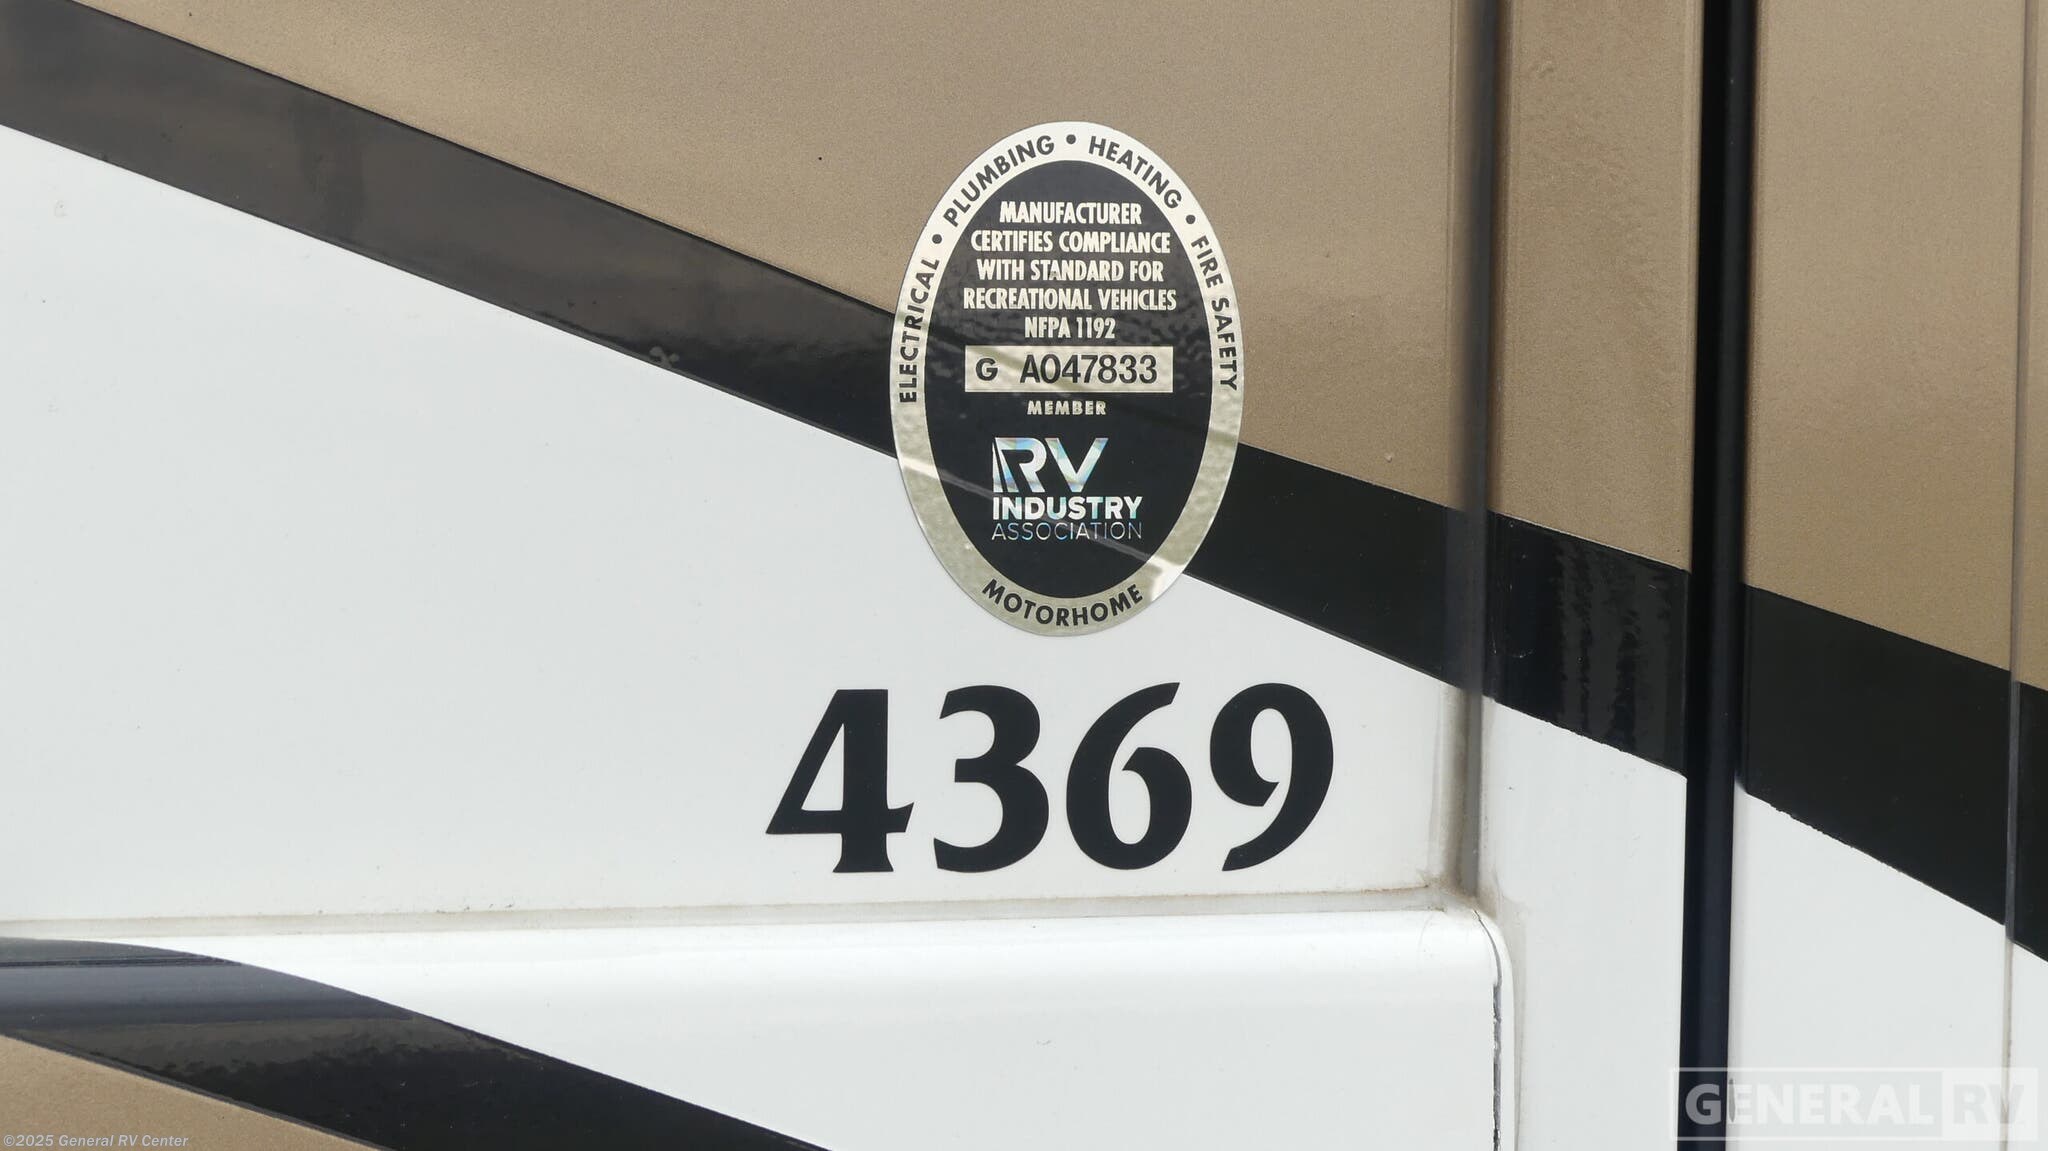 ELECTRICAL • PLUMBING • HEATING • FIRE SAFETY
MANUFACTURER
CERTIFIES COMPLIANCE
WITH STANDARD FOR
RECREATIONAL VEHICLES
NFPA 1192
G A047833
MEMBER
RV
INDUSTRY
ASSOCIATION
MOTORHOME
4369
GENERAL RV
©2025 General RV Center